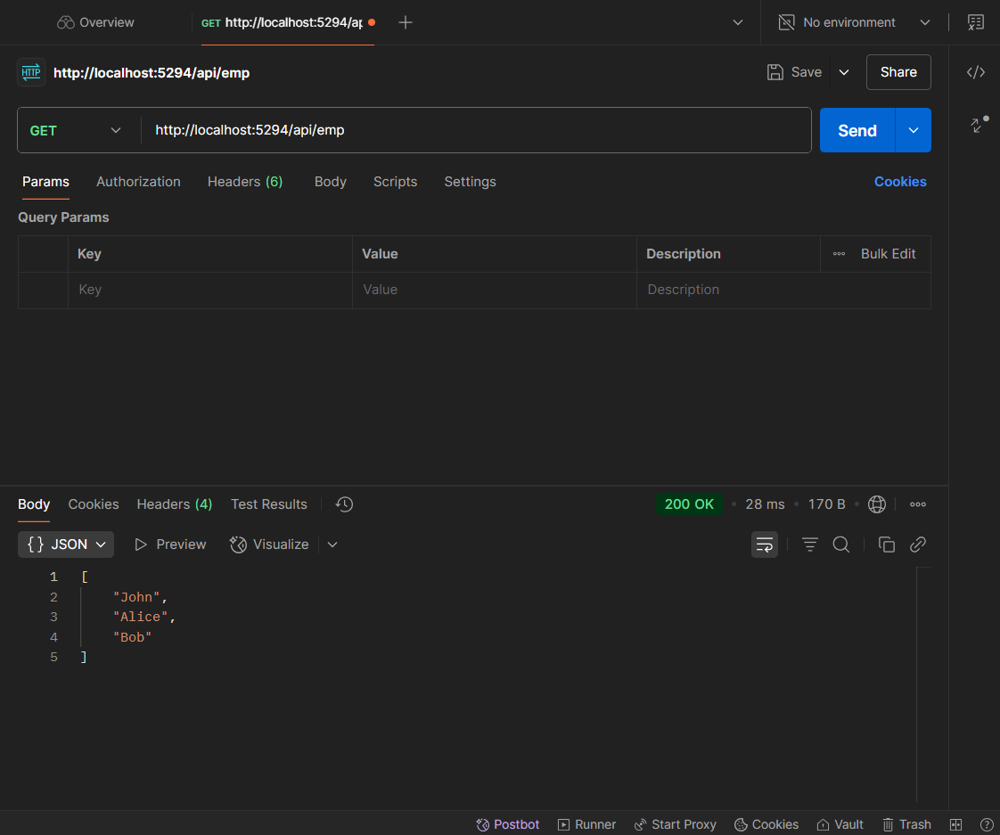 Overview
GET http://localhost:5294/ap
No environment
HTTP http://localhost:5294/api/emp
Save
Share
GET http://localhost:5294/api/emp
Send
Params Authorization Headers (6) Body Scripts Settings Cookies
Query Params
Key Value Description Bulk Edit
Key Value Description
Body Cookies Headers (4) Test Results 200 OK • 28 ms • 170 B •
{} JSON Preview Visualize
1 [
2 "John",
3 "Alice",
4 "Bob"
5 ]
Postbot Runner Start Proxy Cookies Vault Trash